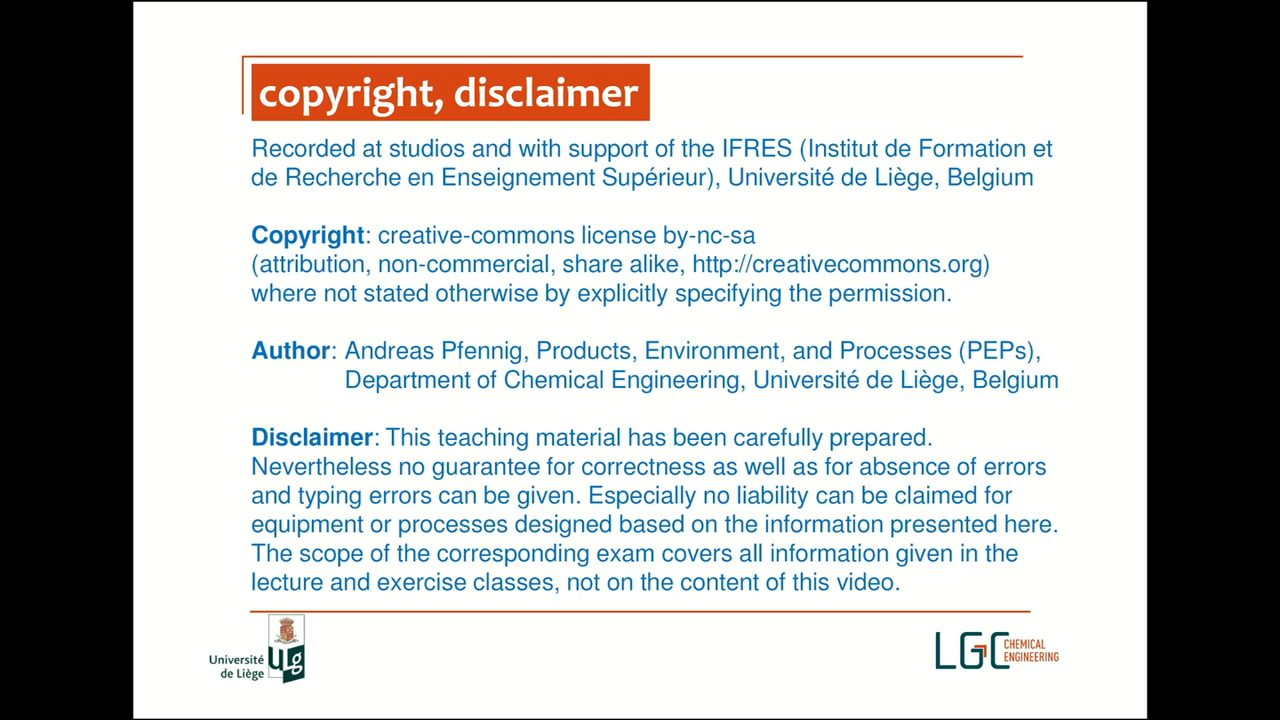 copyright, disclaimer
Recorded at studios and with support of the IFRES (Institut de Formation et
de Recherche en Enseignement Supérieur), Université de Liège, Belgium
Copyright: creative-commons license by-nc-sa
(attribution, non-commercial, share alike, http://creativecommons.org)
where not stated otherwise by explicitly specifying the permission.
Author: Andreas Pfennig, Products, Environment, and Processes (PEPs),
Department of Chemical Engineering, Université de Liège, Belgium
Disclaimer: This teaching material has been carefully prepared.
Nevertheless no guarantee for correctness as well as for absence of errors
and typing errors can be given. Especially no liability can be claimed for
equipment or processes designed based on the information presented here.
The scope of the corresponding exam covers all information given in the
lecture and exercise classes, not on the content of this video.
Université
de Liège
ULg
LGC
CHEMICAL
ENGINEERING